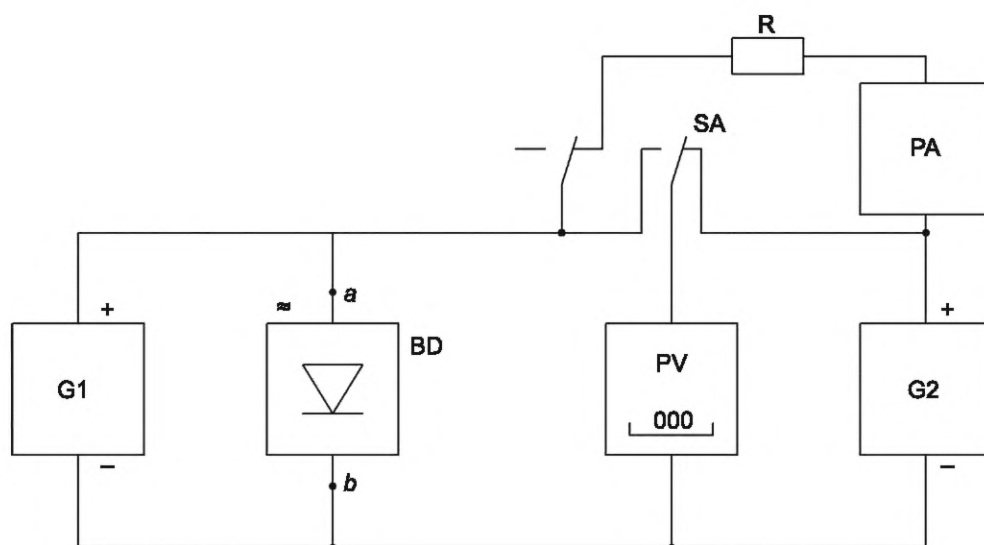 R
SA
PA
+
≈
a
+
G1
BD
PV
000
G2
–
b
–